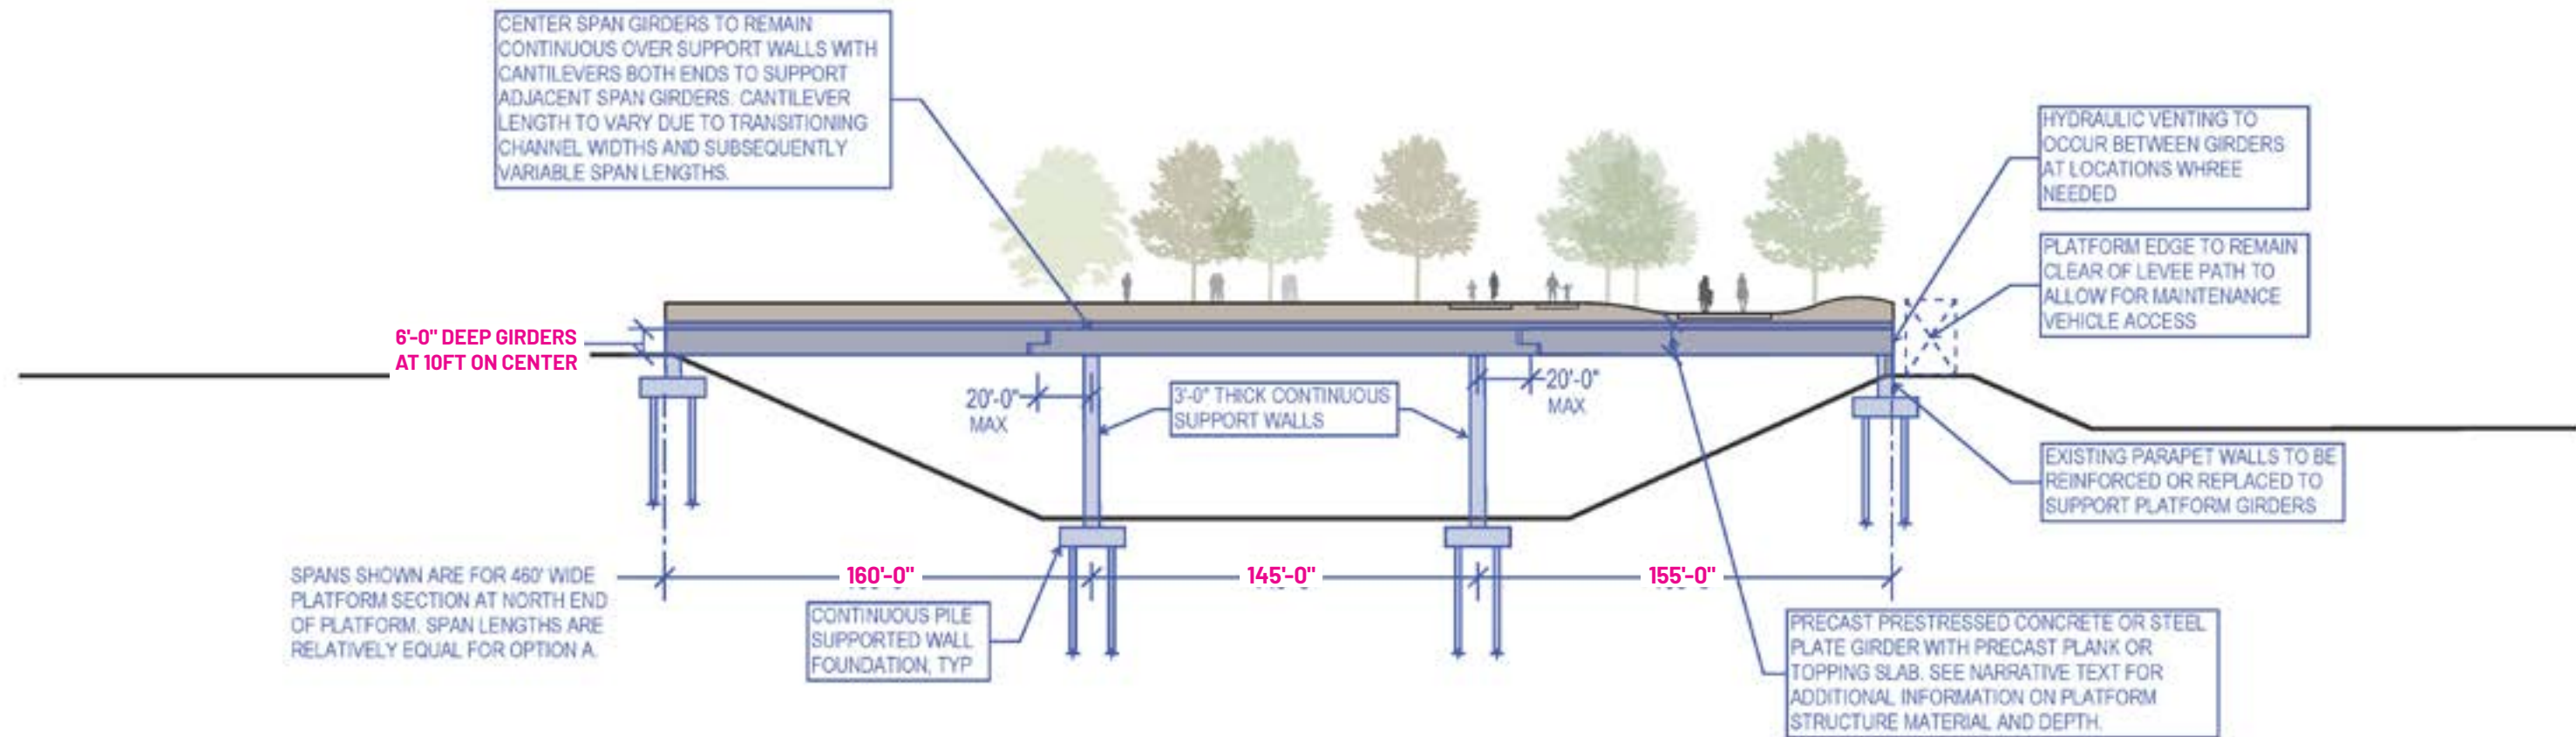 CENTER SPAN GIRDERS TO REMAIN
CONTINUOUS OVER SUPPORT WALLS WITH
CANTILEVERS BOTH ENDS TO SUPPORT
ADJACENT SPAN GIRDERS. CANTILEVER
LENGTH TO VARY DUE TO TRANSITIONING
CHANNEL WIDTHS AND SUBSEQUENTLY
VARIABLE SPAN LENGTHS.
HYDRAULIC VENTING TO
OCCUR BETWEEN GIRDERS
AT LOCATIONS WHREE
NEEDED
PLATFORM EDGE TO REMAIN
CLEAR OF LEVEE PATH TO
ALLOW FOR MAINTENANCE
VEHICLE ACCESS
6'-0" DEEP GIRDERS
AT 10FT ON CENTER
20'-0"
MAX
3'-0" THICK CONTINUOUS
SUPPORT WALLS
20'-0"
MAX
EXISTING PARAPET WALLS TO BE
REINFORCED OR REPLACED TO
SUPPORT PLATFORM GIRDERS
SPANS SHOWN ARE FOR 460' WIDE
PLATFORM SECTION AT NORTH END
OF PLATFORM. SPAN LENGTHS ARE
RELATIVELY EQUAL FOR OPTION A.
160'-0"
145'-0"
155'-0"
CONTINUOUS PILE
SUPPORTED WALL
FOUNDATION, TYP
PRECAST PRESTRESSED CONCRETE OR STEEL
PLATE GIRDER WITH PRECAST PLANK OR
TOPPING SLAB. SEE NARRATIVE TEXT FOR
ADDITIONAL INFORMATION ON PLATFORM
STRUCTURE MATERIAL AND DEPTH.